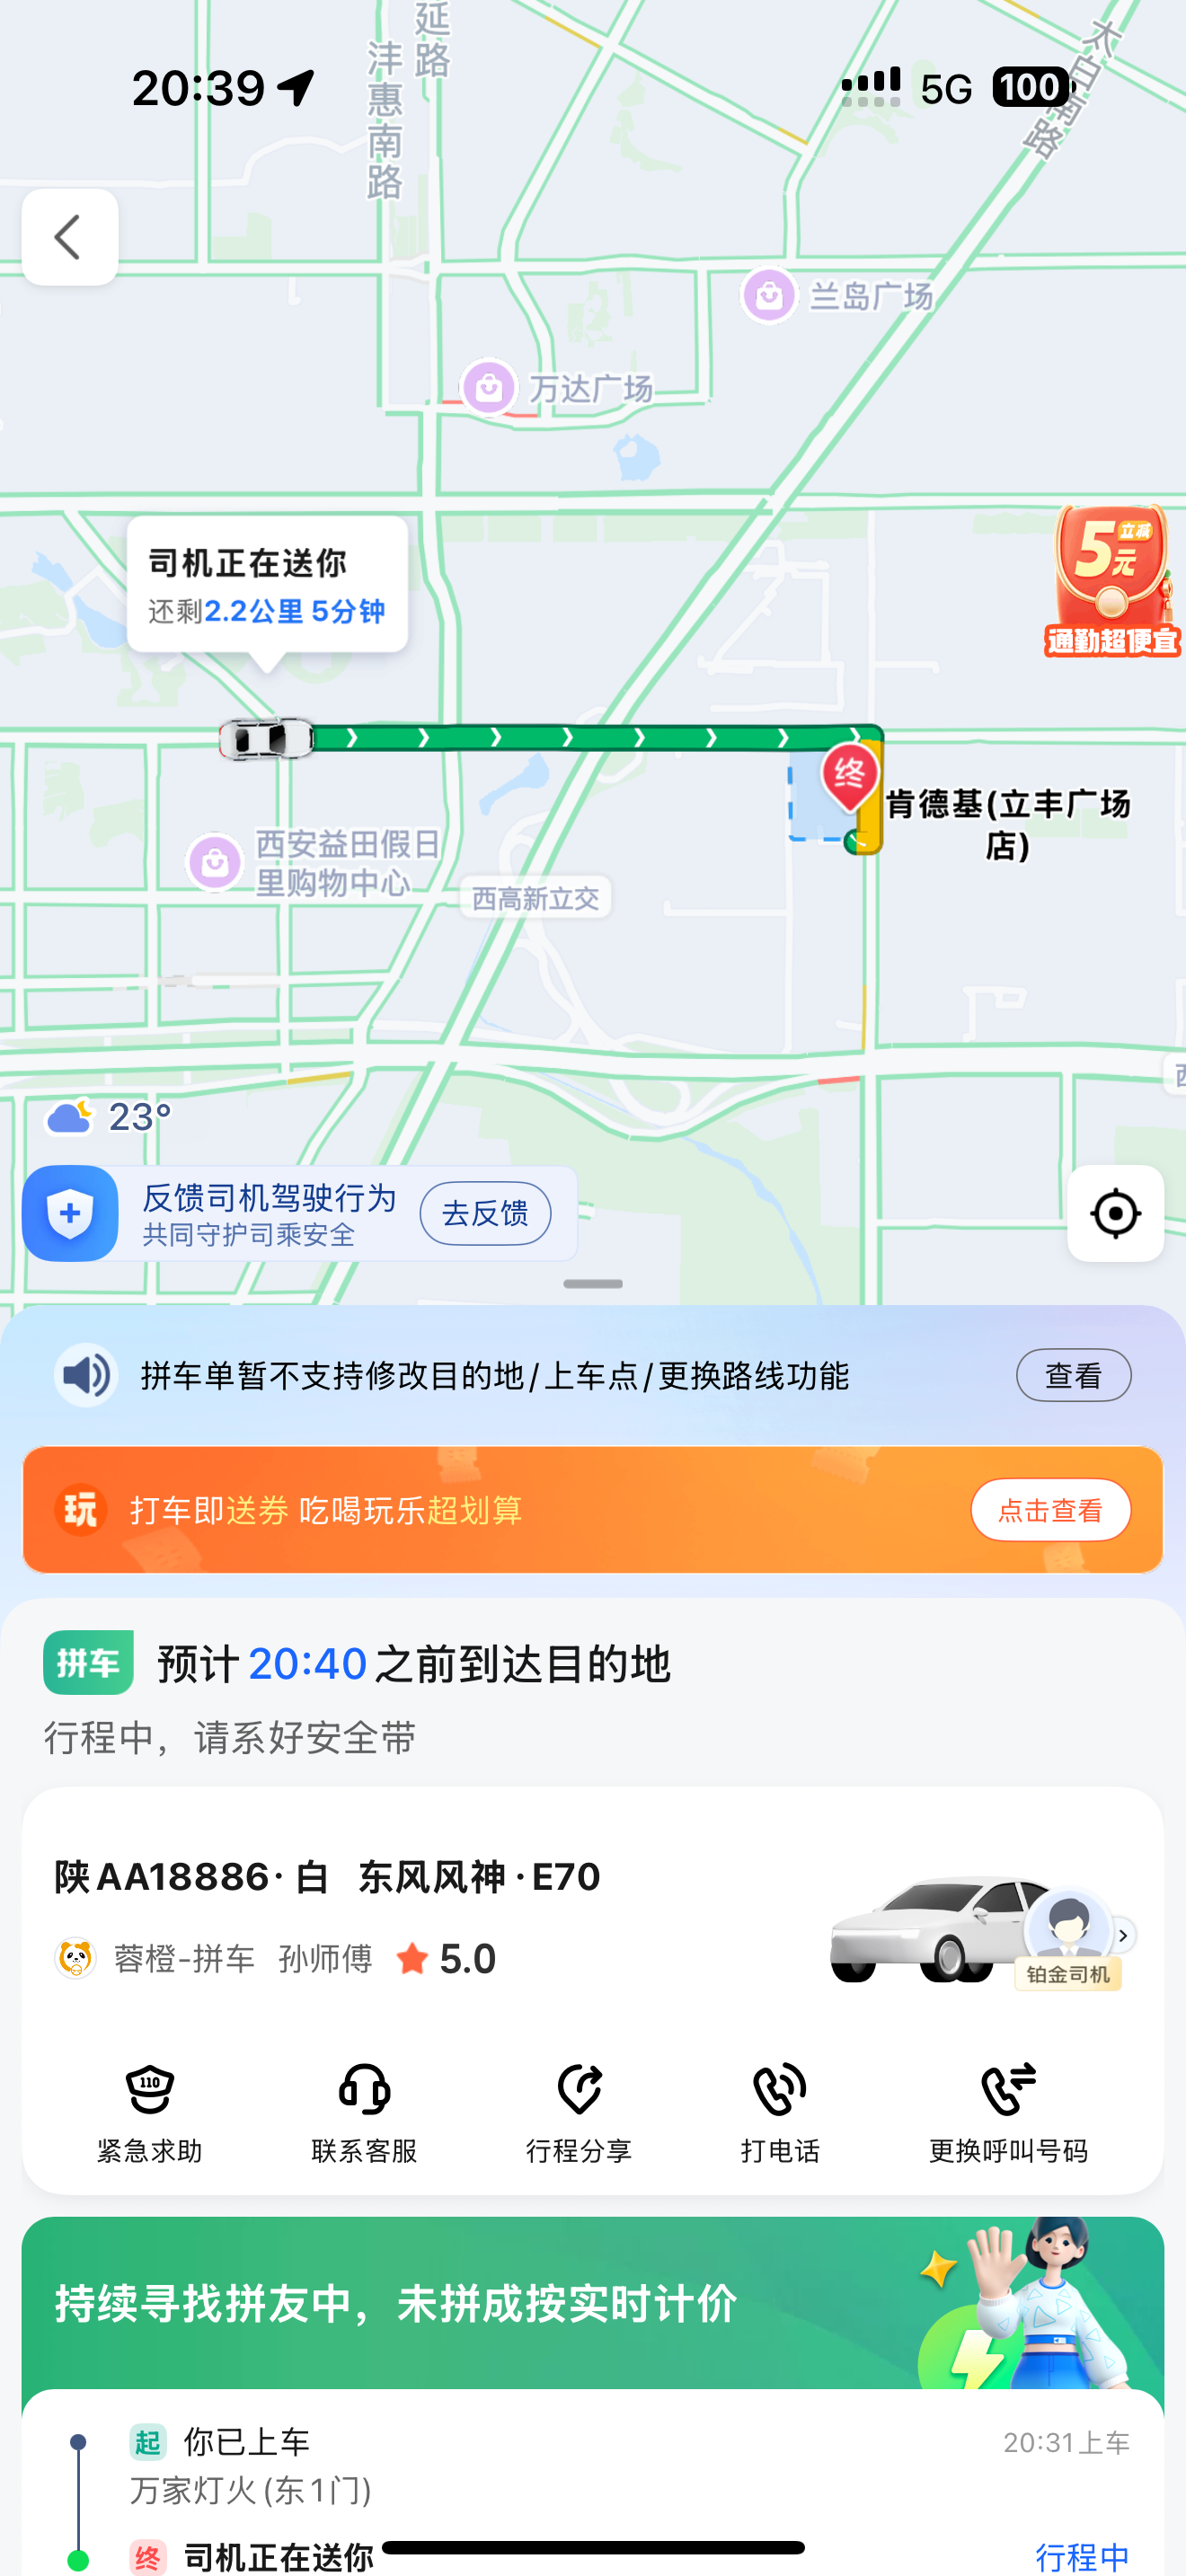 延路
沣惠南路
太白南路
20:39
5G
100
兰岛广场
万达广场
司机正在送你
还剩2.2公里 5分钟
5元
立减
通勤超便宜
终
肯德基(立丰广场
店)
西安益田假日
里购物中心
西高新立交
23°
反馈司机驾驶行为
共同守护司乘安全
去反馈
拼车单暂不支持修改目的地/上车点/更换路线功能
查看
玩
打车即送券 吃喝玩乐超划算
点击查看
拼车
预计20:40之前到达目的地
行程中，请系好安全带
陕AA18886·白 东风风神·E70
蓉橙-拼车 孙师傅 5.0
铂金司机
110
紧急求助
联系客服
行程分享
打电话
更换呼叫号码
持续寻找拼友中，未拼成按实时计价
起 你已上车
20:31上车
万家灯火(东1门)
终 司机正在送你
行程中